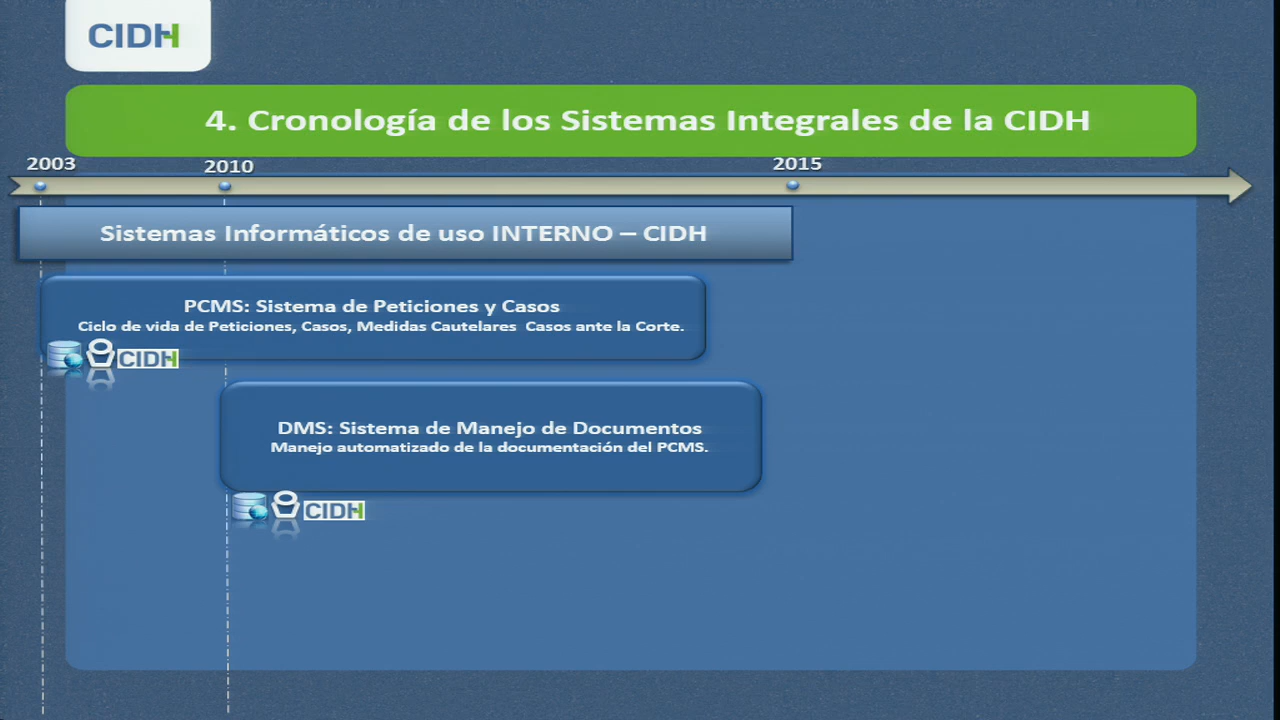 CIDH
4. Cronología de los Sistemas Integrales de la CIDH
2003
2010
2015
Sistemas Informáticos de uso INTERNO – CIDH
PCMS: Sistema de Peticiones y Casos
Ciclo de vida de Peticiones, Casos, Medidas Cautelares Casos ante la Corte.
CIDH
DMS: Sistema de Manejo de Documentos
Manejo automatizado de la documentación del PCMS.
CIDH